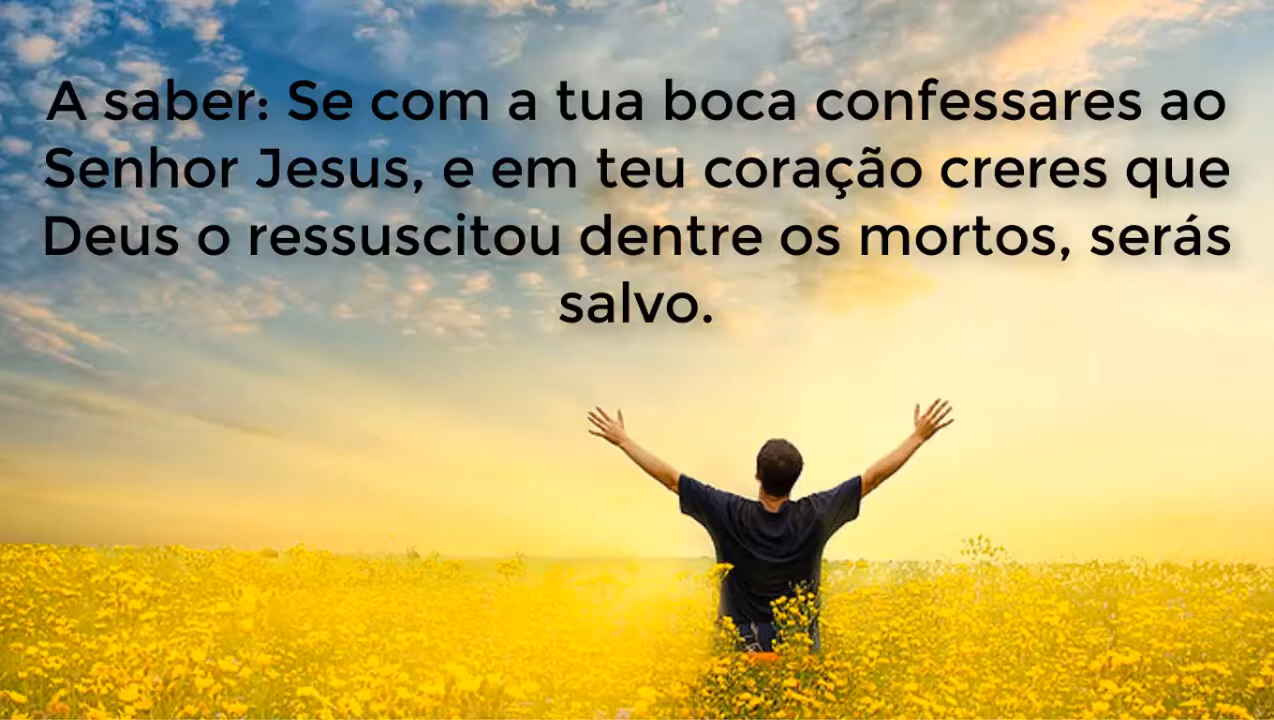 A saber: Se com a tua boca confessares ao
Senhor Jesus, e em teu coração creres que
Deus o ressuscitou dentre os mortos, serás
salvo.